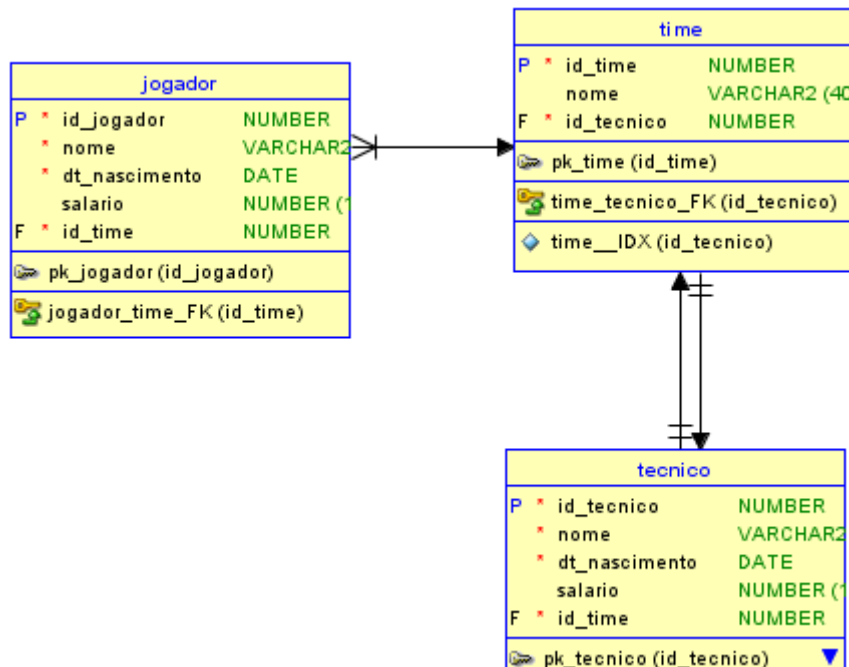 jogador
P * id_jogador NUMBER
* nome VARCHAR2
* dt_nascimento DATE
salario NUMBER (1
F * id_time NUMBER
pk_jogador (id_jogador)
jogador_time_FK (id_time)
time
P * id_time NUMBER
nome VARCHAR2 (40
F * id_tecnico NUMBER
pk_time (id_time)
time_tecnico_FK (id_tecnico)
time__IDX (id_tecnico)
tecnico
P * id_tecnico NUMBER
* nome VARCHAR2
* dt_nascimento DATE
salario NUMBER (1
F * id_time NUMBER
pk_tecnico (id_tecnico)